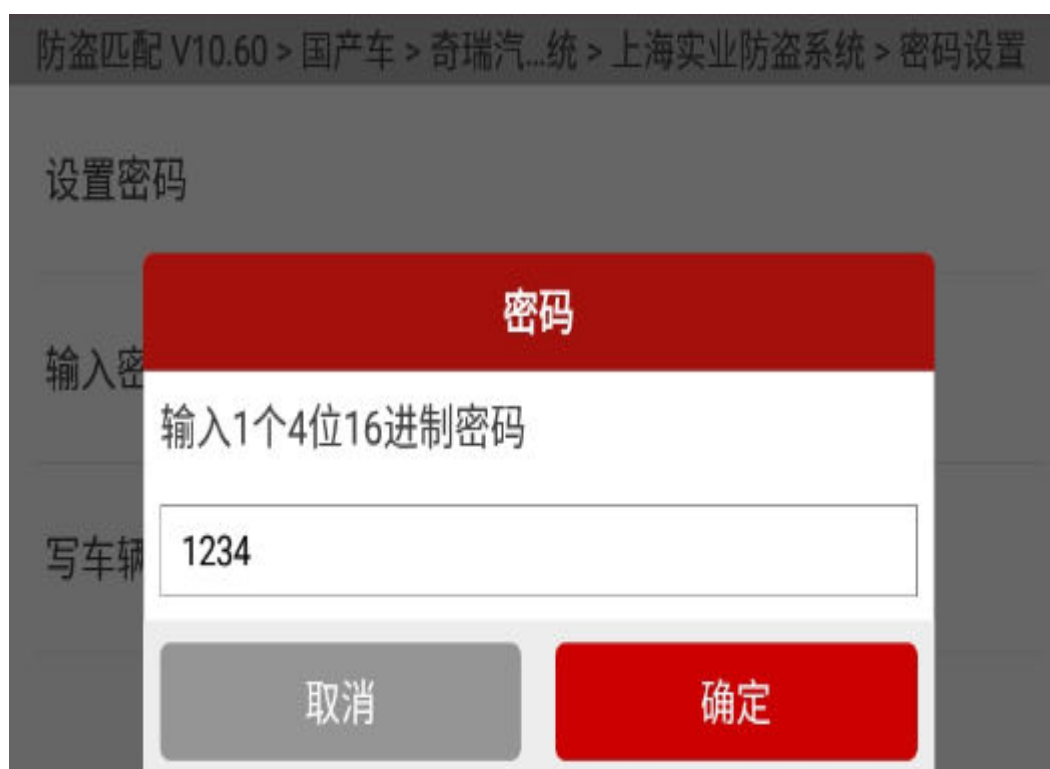 防盗匹配 V10.60 > 国产车 > 奇瑞汽...统 > 上海实业防盗系统 > 密码设置
设置密码
密码
输入密
输入1个4位16进制密码
写车辆
1234
取消
确定